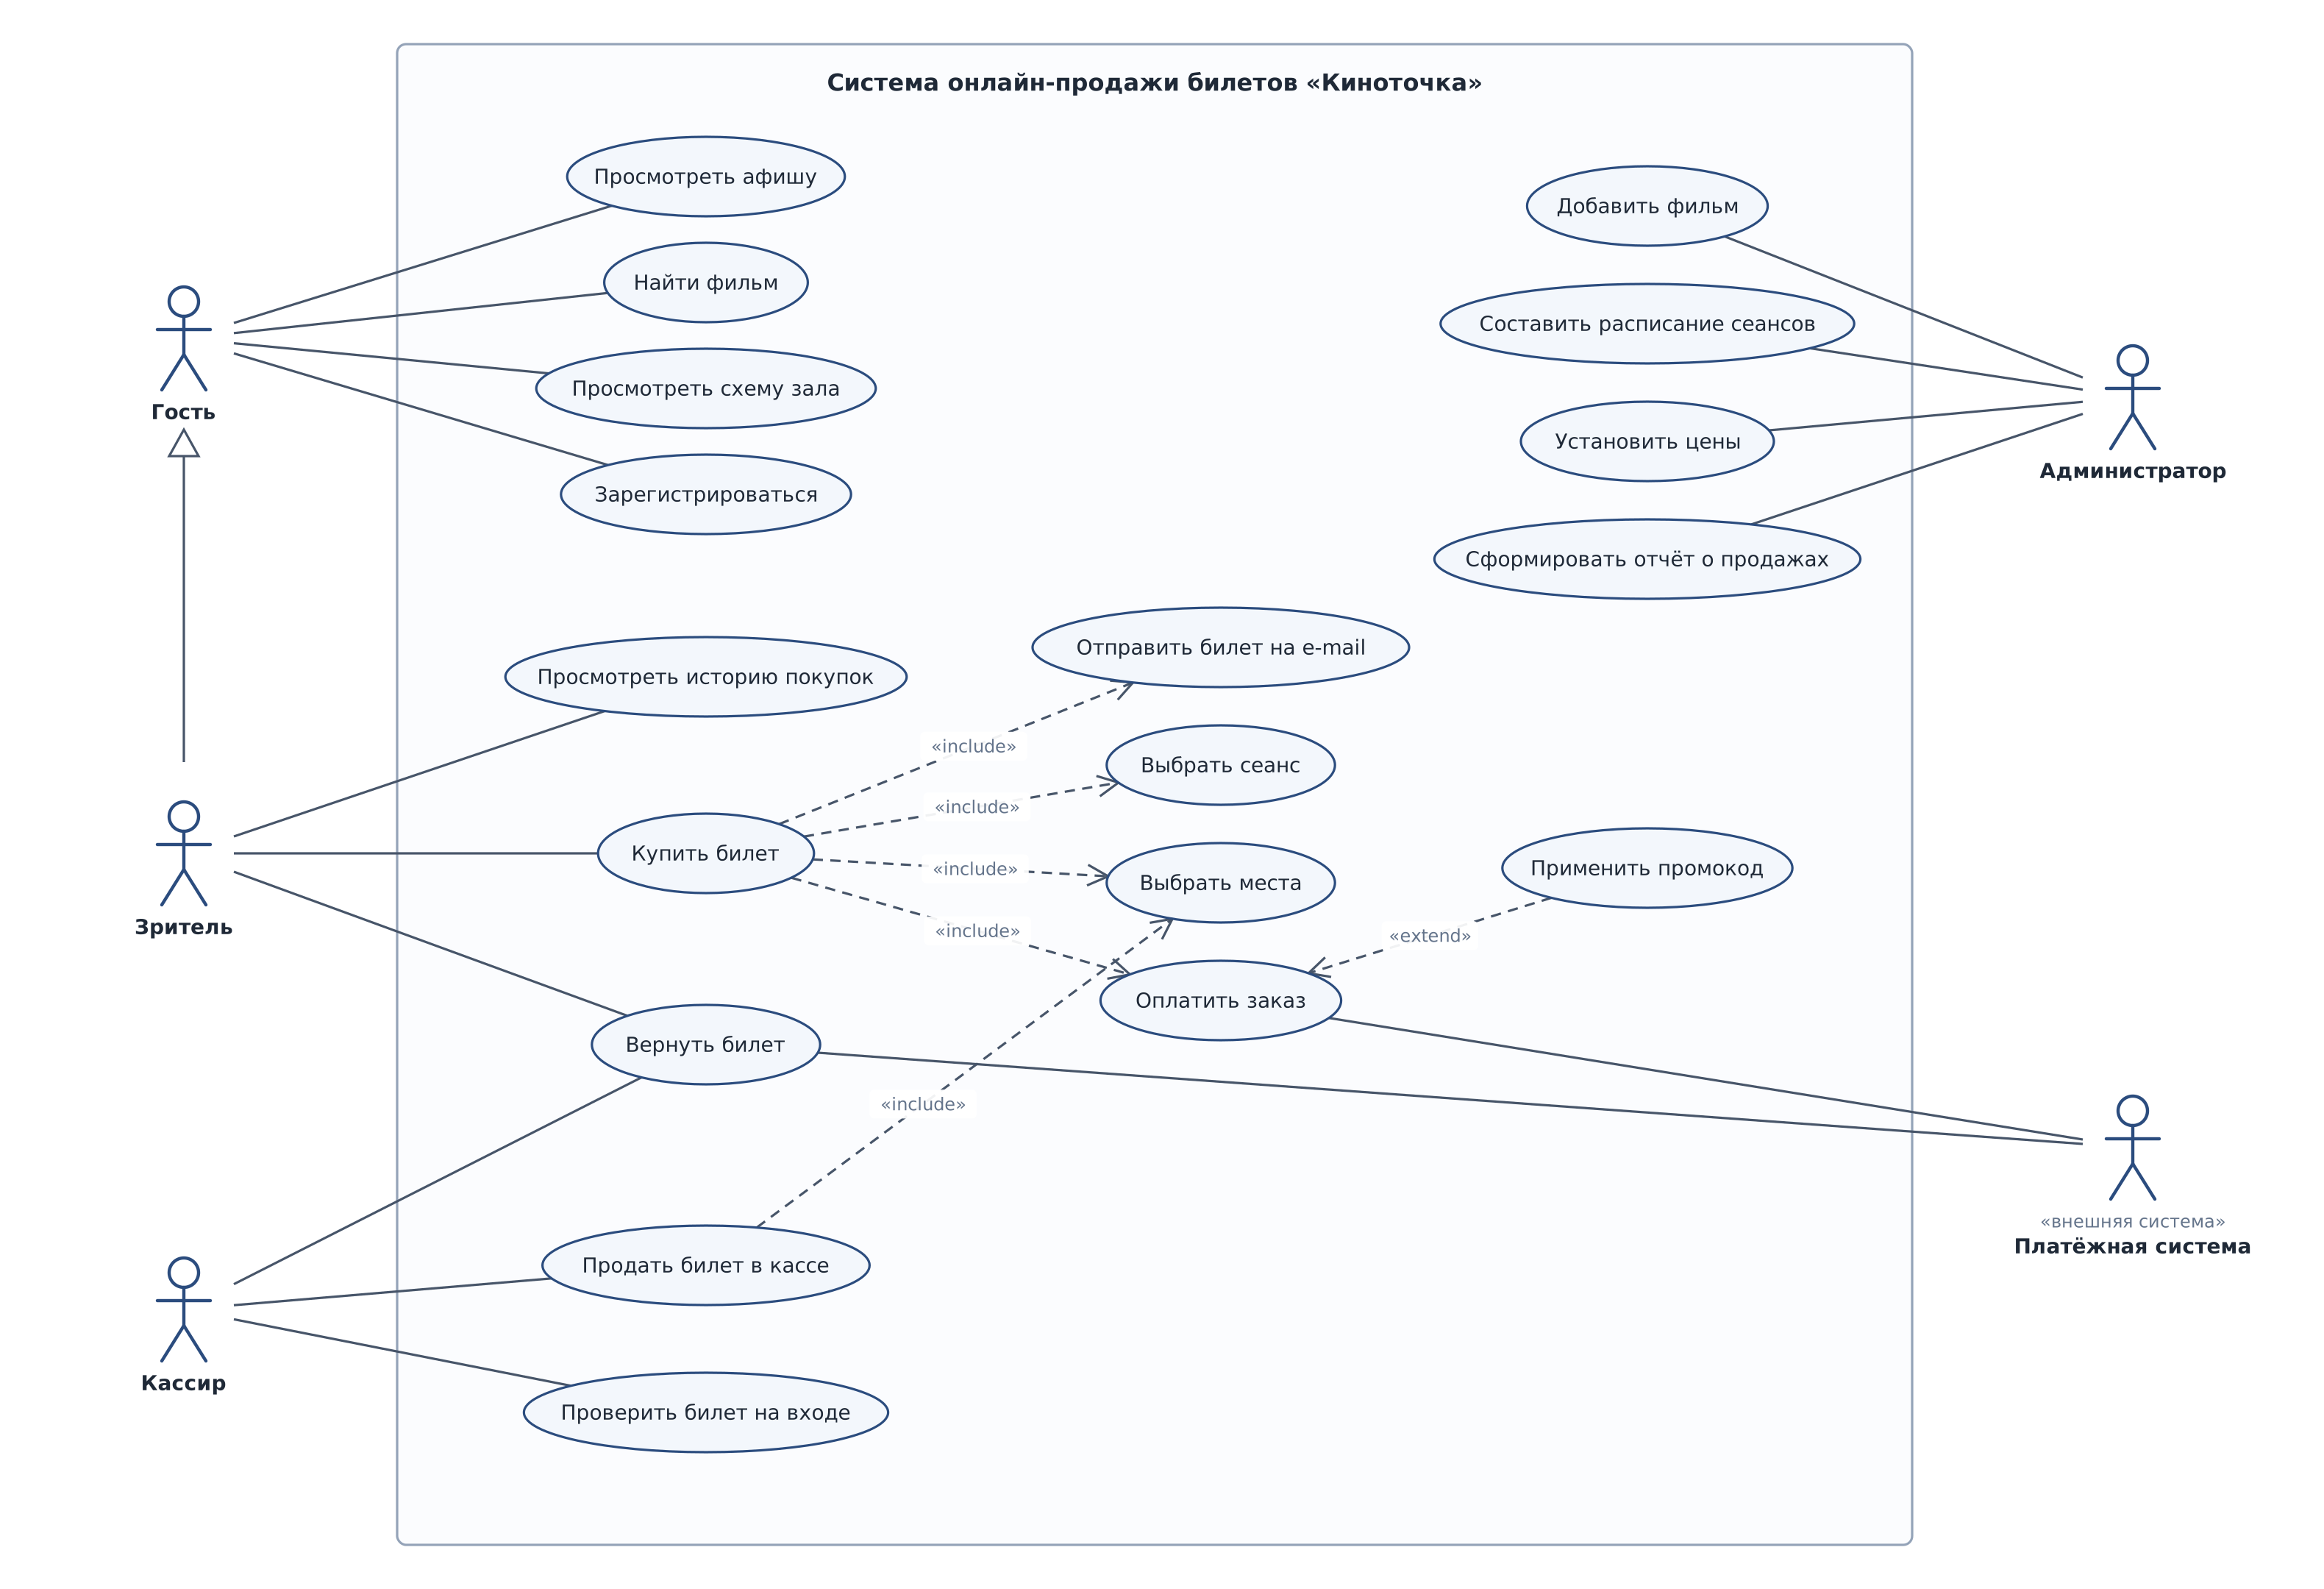 Система онлайн-продажи билетов «Киноточка»
Просмотреть афишу
Найти фильм
Просмотреть схему зала
Зарегистрироваться
Гость
Добавить фильм
Составить расписание сеансов
Установить цены
Сформировать отчёт о продажах
Администратор
Просмотреть историю покупок
Отправить билет на e-mail
«include»
Выбрать сеанс
«include»
Купить билет
«include»
Выбрать места
Применить промокод
«include»
«extend»
Зритель
Оплатить заказ
Вернуть билет
«include»
«внешняя система»
Платёжная система
Продать билет в кассе
Кассир
Проверить билет на входе